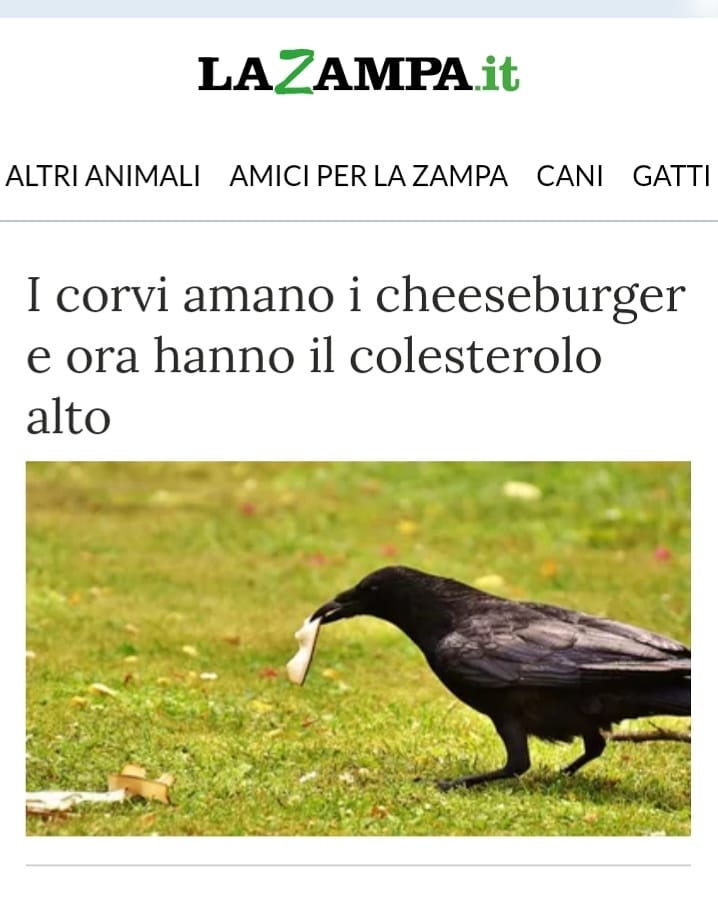 LAZAMPA.it
ALTRI ANIMALI AMICI PER LA ZAMPA CANI GATTI
I corvi amano i cheeseburger
e ora hanno il colesterolo
alto